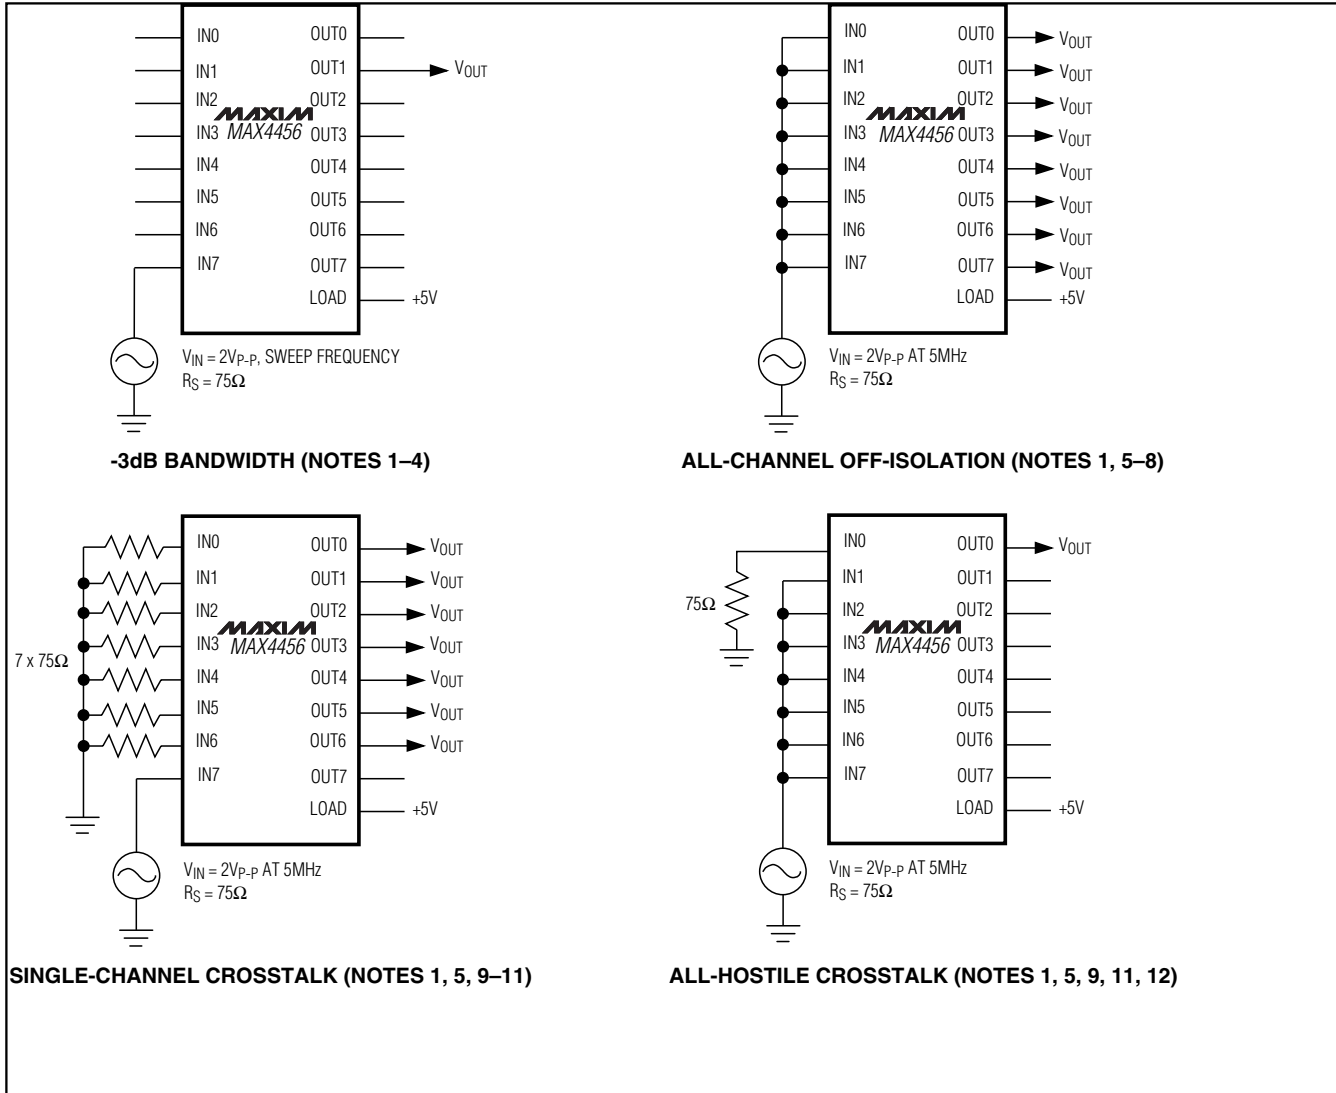 IN0 OUT0
IN1 OUT1 VOUT
IN2 OUT2
MAXIM
IN3 MAX4456 OUT3
IN4 OUT4
IN5 OUT5
IN6 OUT6
IN7 OUT7
LOAD +5V
VIN = 2VP-P, SWEEP FREQUENCY
RS = 75Ω
-3dB BANDWIDTH (NOTES 1–4)
IN0 OUT0 VOUT
IN1 OUT1 VOUT
IN2 OUT2 VOUT
MAXIM
IN3 MAX4456 OUT3 VOUT
IN4 OUT4 VOUT
IN5 OUT5 VOUT
IN6 OUT6 VOUT
IN7 OUT7 VOUT
LOAD +5V
VIN = 2VP-P AT 5MHz
RS = 75Ω
ALL-CHANNEL OFF-ISOLATION (NOTES 1, 5–8)
IN0 OUT0 VOUT
IN1 OUT1 VOUT
IN2 OUT2 VOUT
MAXIM
IN3 MAX4456 OUT3 VOUT
7 x 75Ω
IN4 OUT4 VOUT
IN5 OUT5 VOUT
IN6 OUT6 VOUT
IN7 OUT7
LOAD +5V
VIN = 2VP-P AT 5MHz
RS = 75Ω
SINGLE-CHANNEL CROSSTALK (NOTES 1, 5, 9–11)
IN0 OUT0 VOUT
IN1 OUT1
75Ω
IN2 OUT2
MAXIM
IN3 MAX4456 OUT3
IN4 OUT4
IN5 OUT5
IN6 OUT6
IN7 OUT7
LOAD +5V
VIN = 2VP-P AT 5MHz
RS = 75Ω
ALL-HOSTILE CROSSTALK (NOTES 1, 5, 9, 11, 12)